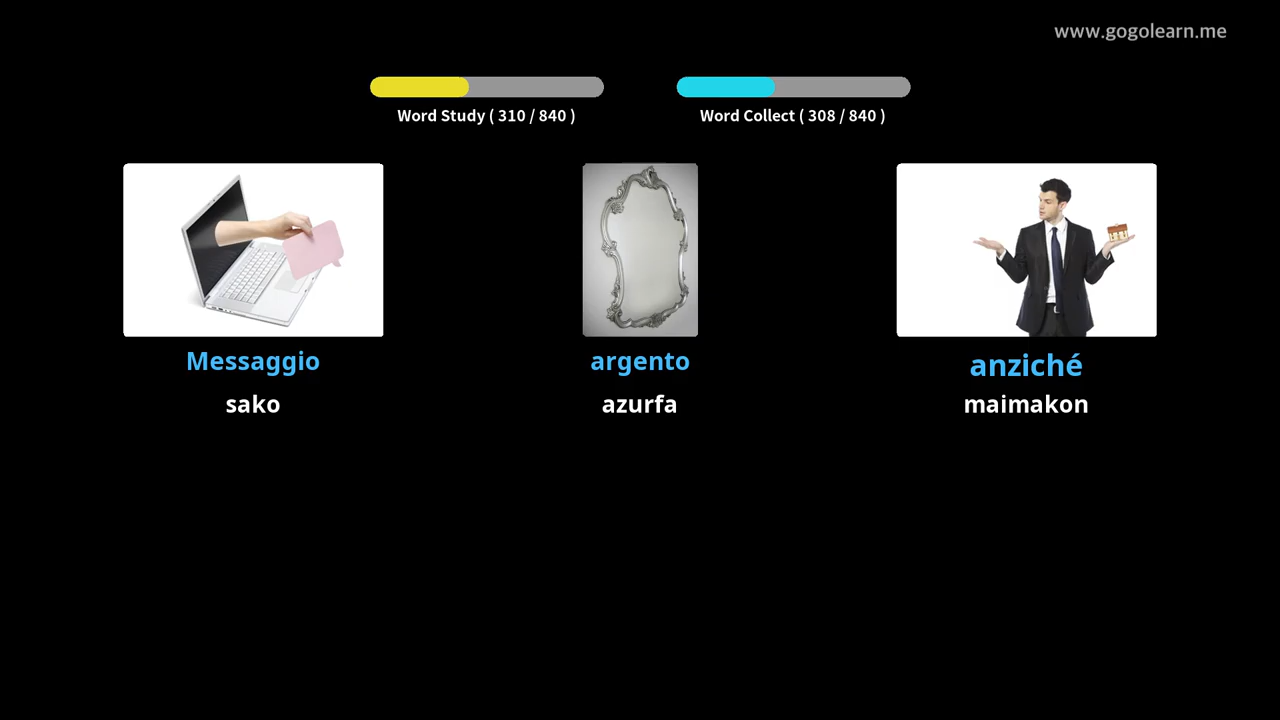 www.gogolearn.me
Word Study ( 310 / 840 )
Word Collect ( 308 / 840 )
Messaggio
argento
anziché
sako
azurfa
maimakon